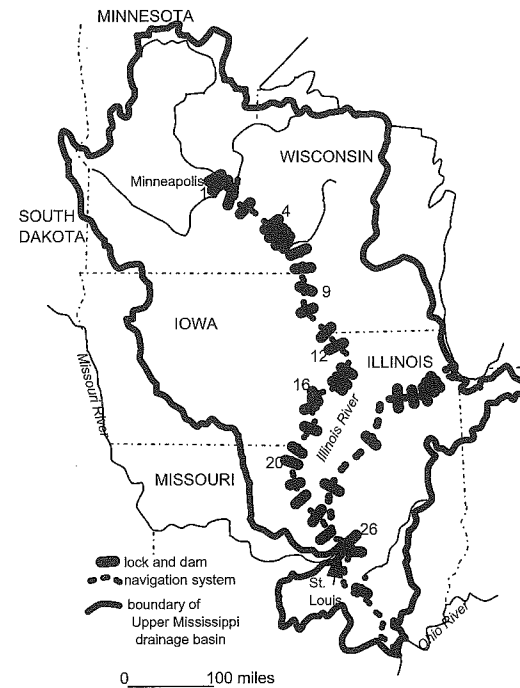 MINNESOTA
WISCONSIN
Minneapolis
1
4
SOUTH
DAKOTA
9
IOWA
12
ILLINOIS
16
Missouri River
Illinois River
20
MISSOURI
26
lock and dam
navigation system
St.
Louis
boundary of
Upper Mississippi
drainage basin
Ohio River
0 100 miles